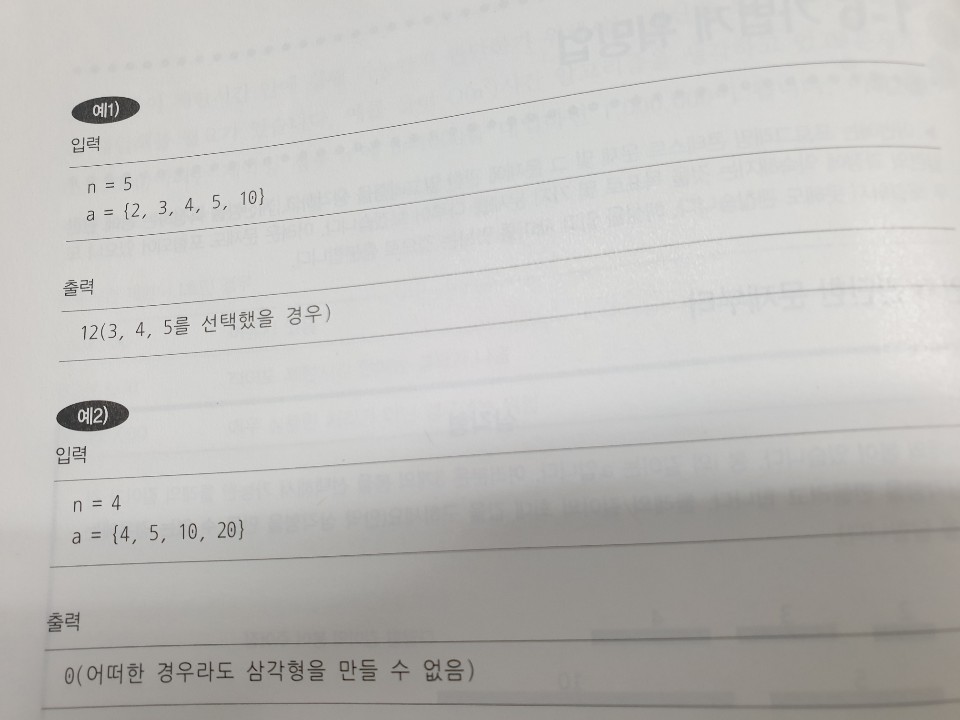 예1)
입력
n = 5
a = {2, 3, 4, 5, 10}
출력
12(3, 4, 5를 선택했을 경우)
예2)
입력
n = 4
a = {4, 5, 10, 20}
출력
0(어떠한 경우라도 삼각형을 만들 수 없음)